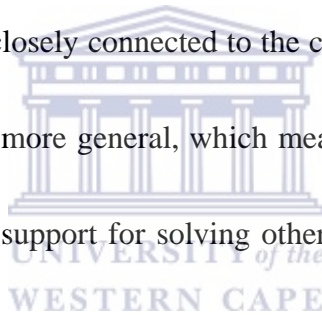 closely connected to the c
more general, which mea
support for solving other
UNIVERSITY of the
WESTERN CAPE